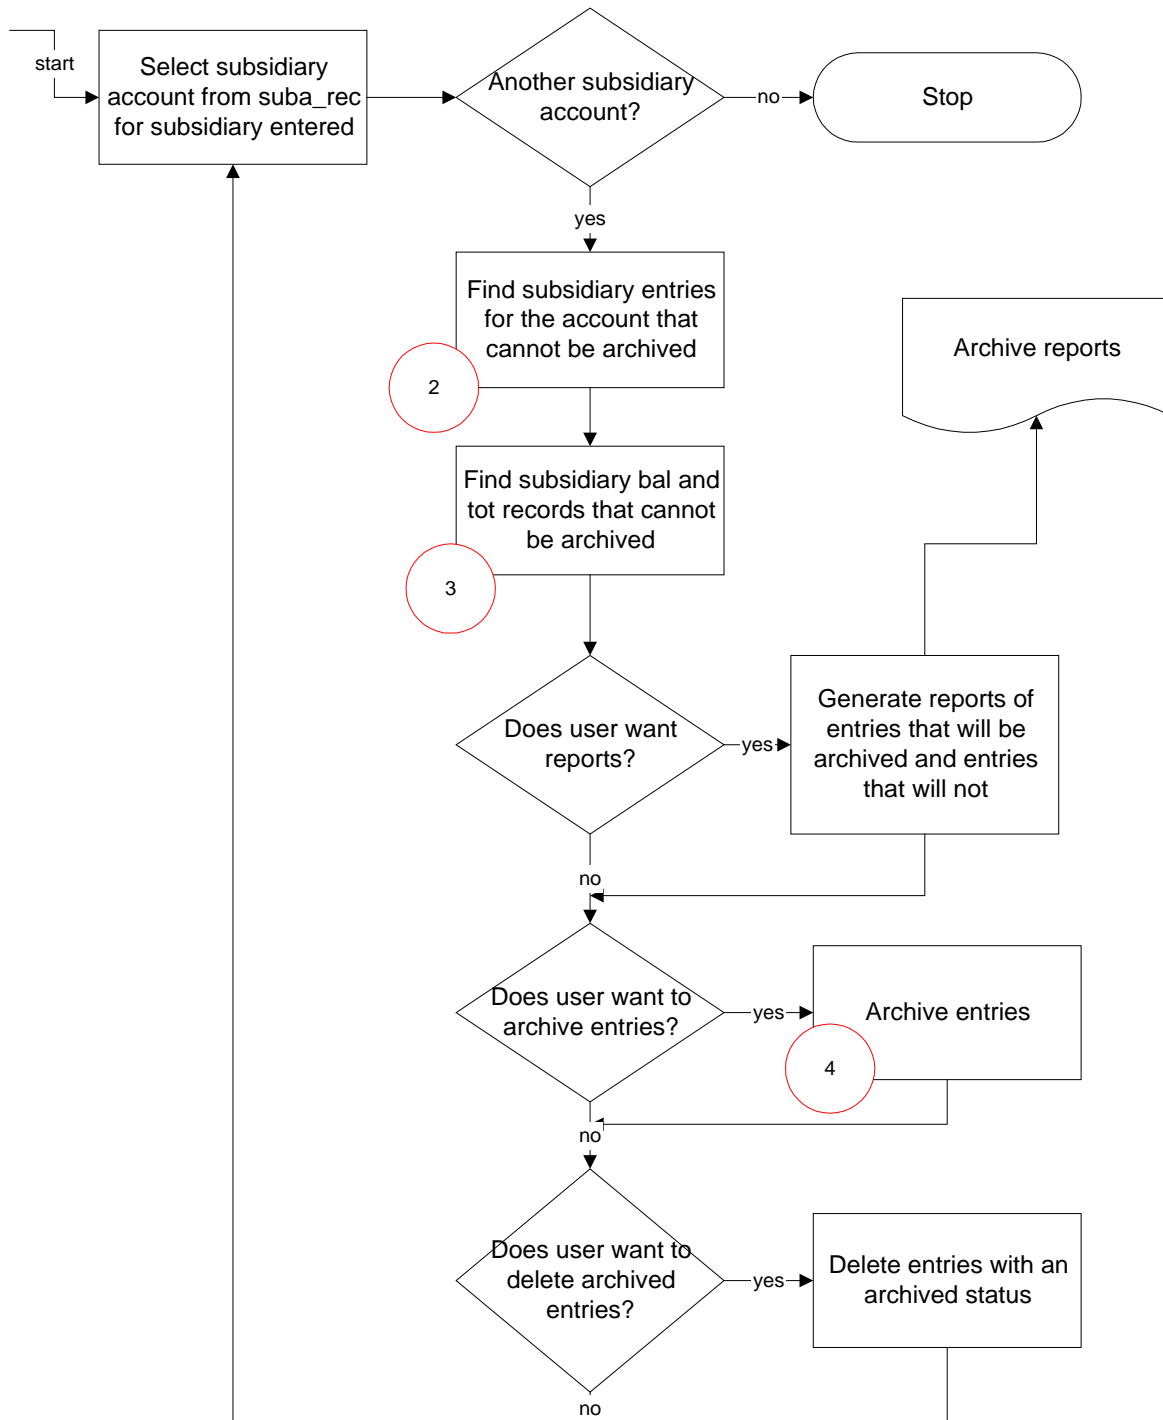 start
Select subsidiary
account from suba_rec
for subsidiary entered
Another subsidiary
account?
no
Stop
yes
Find subsidiary entries
for the account that
cannot be archived
2
Archive reports
Find subsidiary bal and
tot records that cannot
be archived
3
Does user want
reports?
yes
Generate reports of
entries that will be
archived and entries
that will not
no
Does user want to
archive entries?
yes
Archive entries
4
no
Does user want to
delete archived
entries?
yes
Delete entries with an
archived status
no